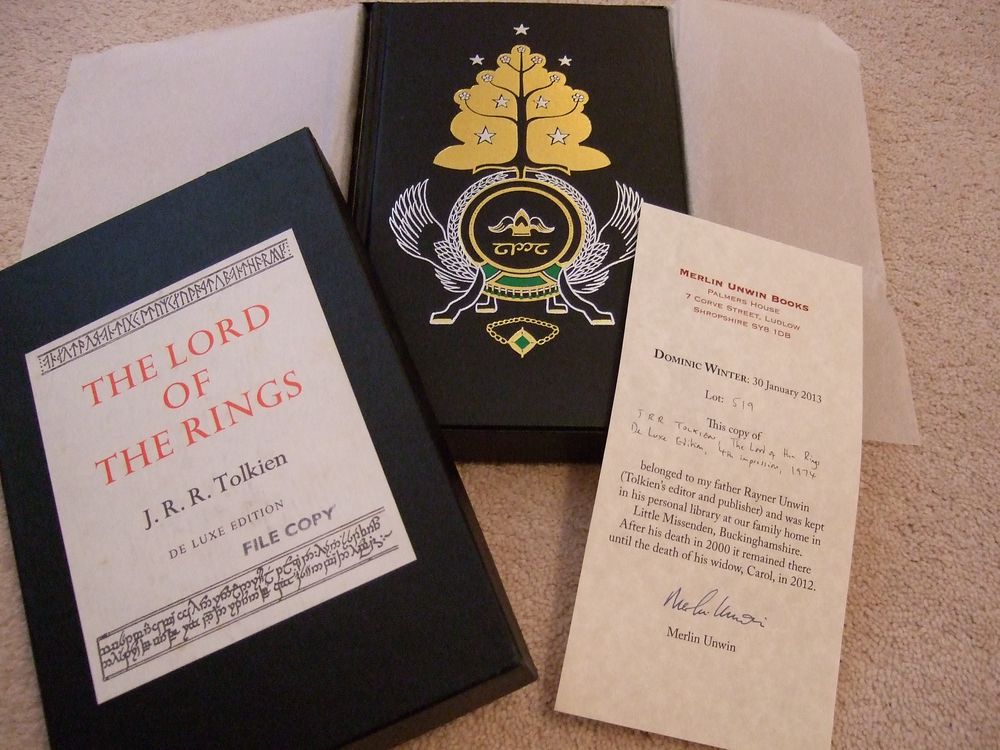 THE LORD
OF
THE RINGS
J. R. R. Tolkien
DE LUXE EDITION
FILE COPY
MERLIN UNWIN BOOKS
PALMERS HOUSE
7 CORVE STREET, LUDLOW
SHROPSHIRE SY8 1DB
DOMINIC WINTER: 30 January 2013
Lot: 519
This copy of
J R R TOLKIEN, The Lord of the Rings
De Luxe Edition, 4th impression, 1974
belonged to my father Rayner Unwin
(Tolkien's editor and publisher) and was kept
in his personal library at our family home in
Little Missenden, Buckinghamshire.
After his death in 2000 it remained there
until the death of his widow, Carol, in 2012.
Merlin Unwin
Merlin Unwin